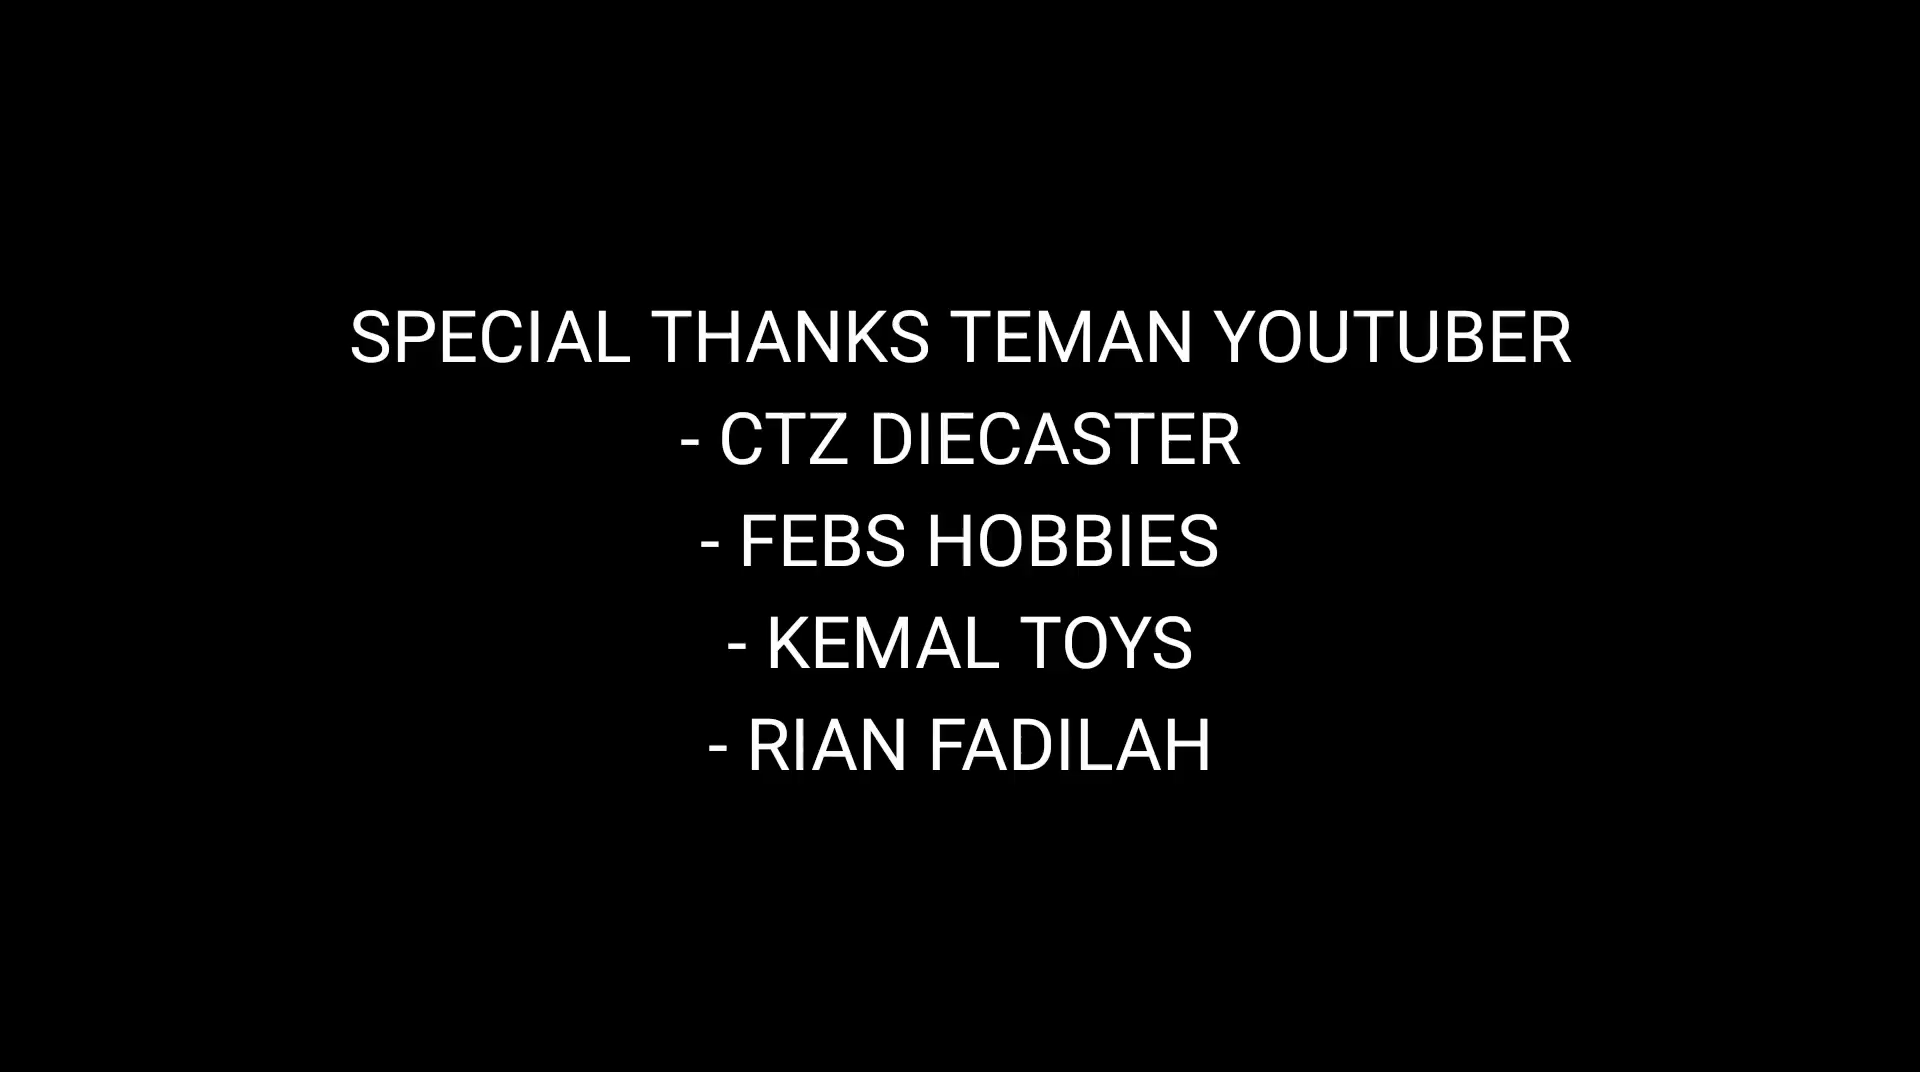 SPECIAL THANKS TEMAN YOUTUBER
- CTZ DIECASTER
- FEBS HOBBIES
- KEMAL TOYS
- RIAN FADILAH